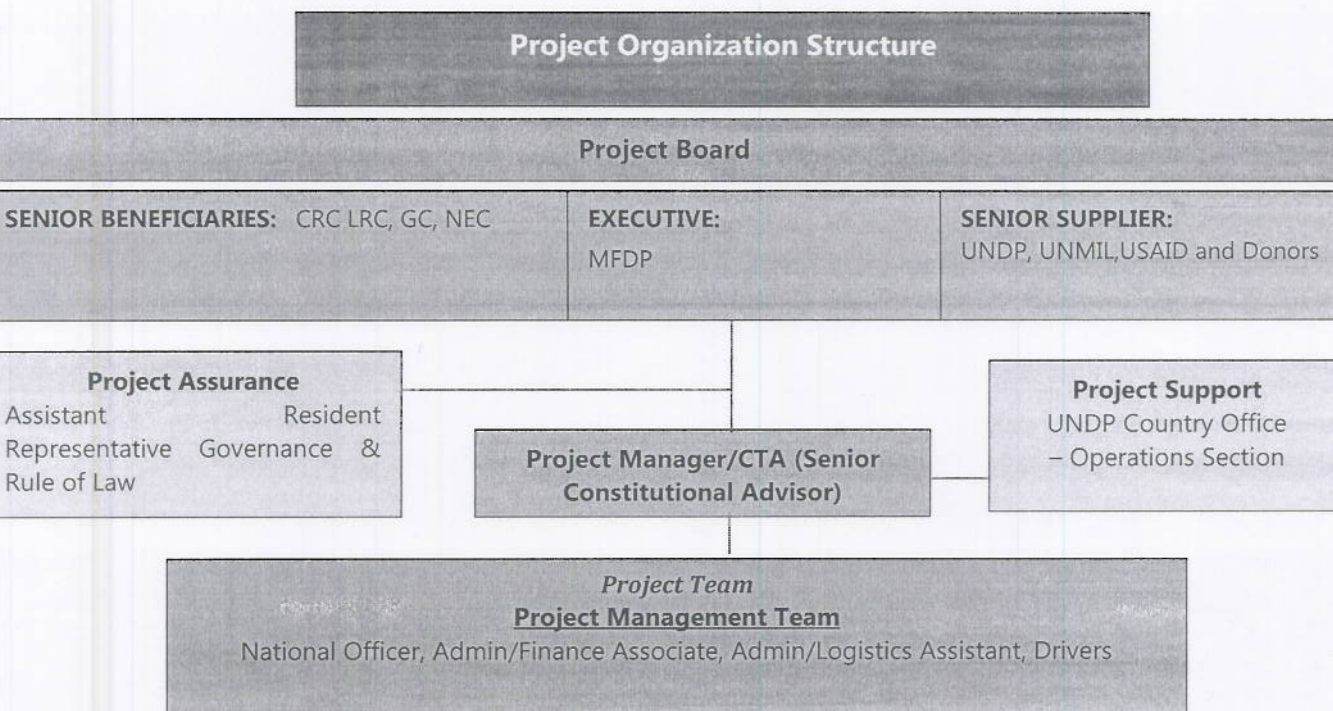 Project Organization Structure
Project Board
SENIOR BENEFICIARIES: CRC LRC, GC, NEC
EXECUTIVE:
MFDP
SENIOR SUPPLIER:
UNDP, UNMIL,USAID and Donors
Project Assurance
Assistant Resident
Representative Governance &
Rule of Law
Project Manager/CTA (Senior
Constitutional Advisor)
Project Support
UNDP Country Office
– Operations Section
Project Team
Project Management Team
National Officer, Admin/Finance Associate, Admin/Logistics Assistant, Drivers